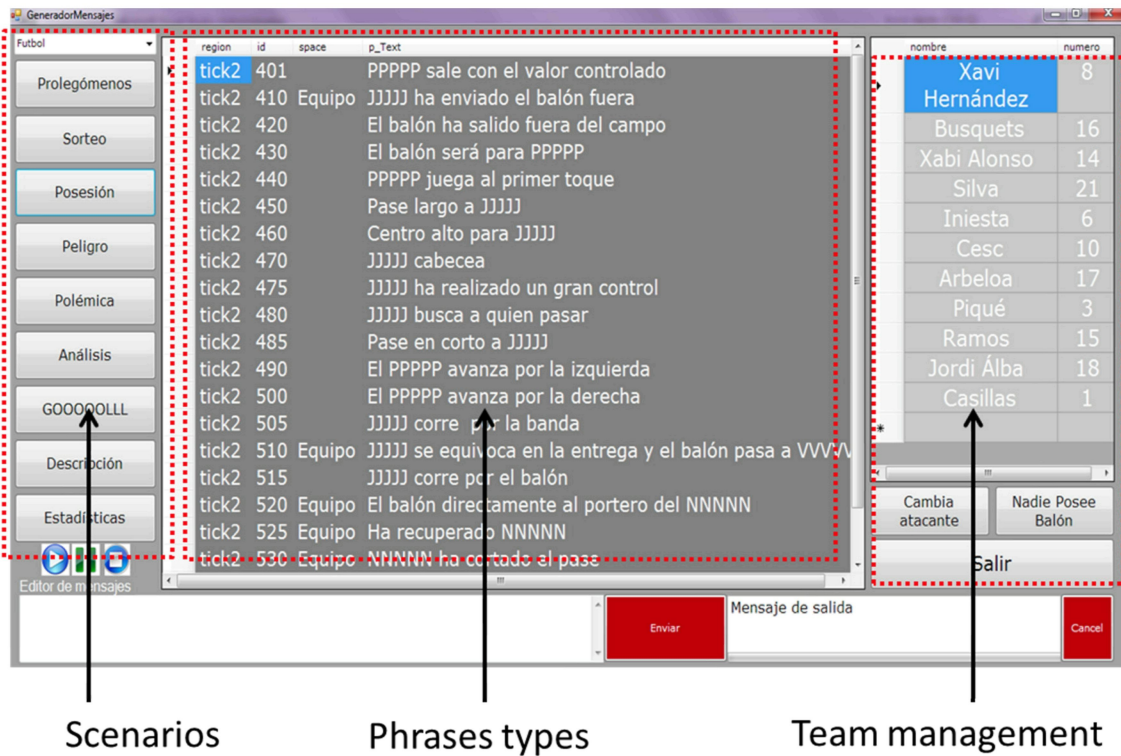 GeneradorMensajes
Futbol
Prolegómenos
Sorteo
Posesión
Peligro
Polémica
Análisis
GOOOOOLLL
Descripción
Estadísticas
Editor de mensajes
region id space p_Text
tick2 401 PPPPP sale con el valor controlado
tick2 410 Equipo JJJJJ ha enviado el balón fuera
tick2 420 El balón ha salido fuera del campo
tick2 430 El balón será para PPPPP
tick2 440 PPPPP juega al primer toque
tick2 450 Pase largo a JJJJJ
tick2 460 Centro alto para JJJJJ
tick2 470 JJJJJ cabecea
tick2 475 JJJJJ ha realizado un gran control
tick2 480 JJJJJ busca a quien pasar
tick2 485 Pase en corto a JJJJJ
tick2 490 El PPPPP avanza por la izquierda
tick2 500 El PPPPP avanza por la derecha
tick2 505 JJJJJ corre por la banda
tick2 510 Equipo JJJJJ se equivoca en la entrega y el balón pasa a VVVVV
tick2 515 JJJJJ corre por el balón
tick2 520 Equipo El balón directamente al portero del NNNNN
tick2 525 Equipo Ha recuperado NNNNN
tick2 530 Equipo NNNNN ha cortado el pase
nombre numero
Xavi 8
Hernández
Busquets 16
Xabi Alonso 14
Silva 21
Iniesta 6
Cesc 10
Arbeloa 17
Piqué 3
Ramos 15
Jordi Álba 18
Casillas 1
Cambia
atacante
Nadie Posee
Balón
Salir
Enviar
Mensaje de salida
Cancel
Scenarios
Phrases types
Team management